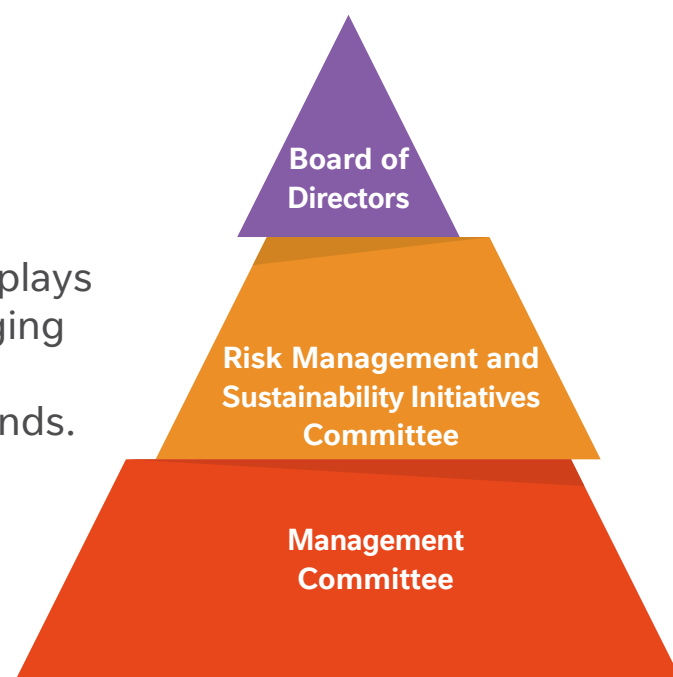 Board of
Directors
plays
ging
nds.
Risk Management and
Sustainability Initiatives
Committee
Management
Committee